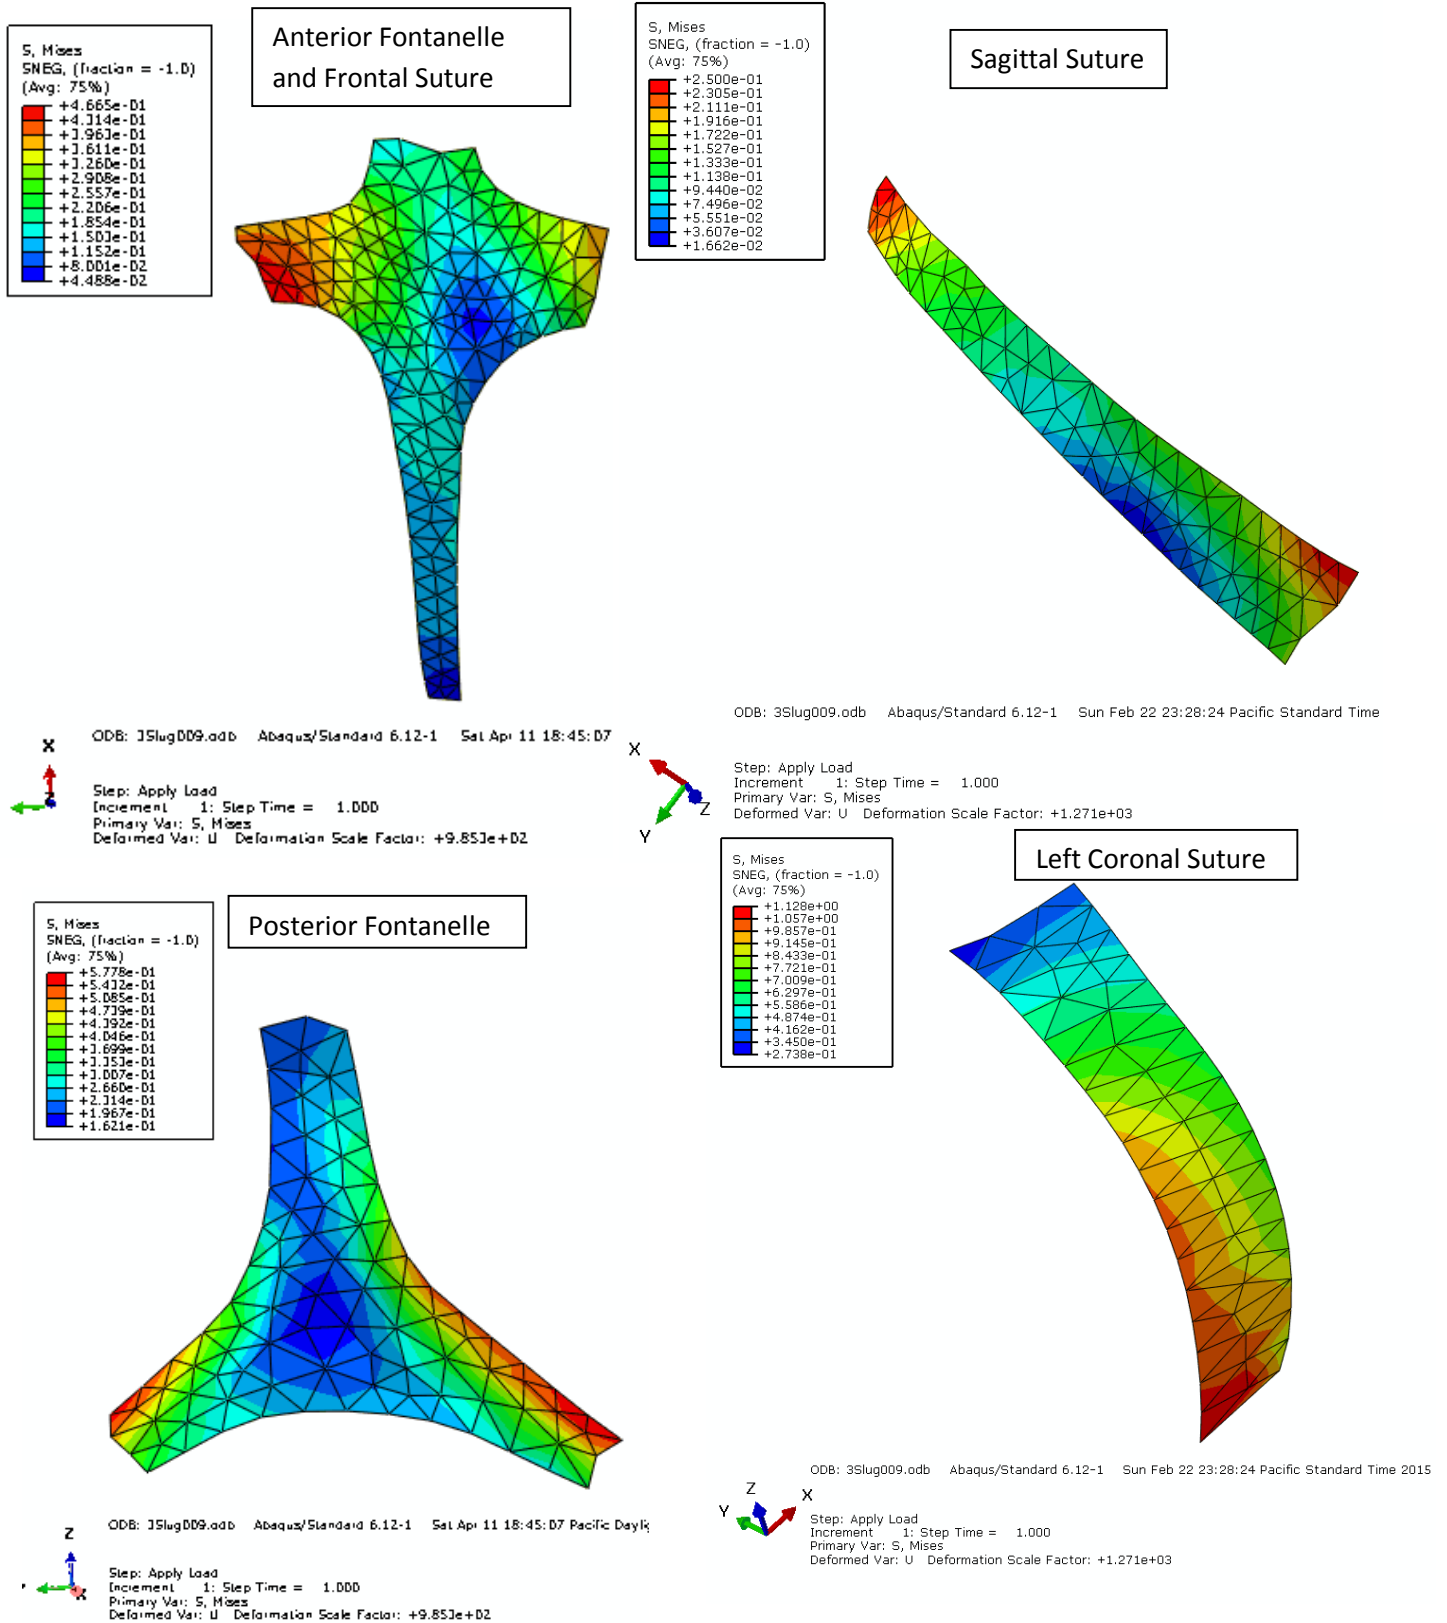 Anterior Fontanelle
and Frontal Suture
S, Mises
SNEG, (fraction = -1.0)
(Avg: 75%)
+4.665e-01
+4.314e-01
+3.963e-01
+3.611e-01
+3.260e-01
+2.908e-01
+2.557e-01
+2.206e-01
+1.854e-01
+1.503e-01
+1.152e-01
+8.001e-02
+4.488e-02
ODB: 3Slug009.odb Abaqus/Standard 6.12-1 Sat Apr 11 18:45:07
X
Z
Step: Apply Load
Increment 1: Step Time = 1.000
Primary Var: S, Mises
Deformed Var: U Deformation Scale Factor: +9.853e+02
Sagittal Suture
S, Mises
SNEG, (fraction = -1.0)
(Avg: 75%)
+2.500e-01
+2.305e-01
+2.111e-01
+1.916e-01
+1.722e-01
+1.527e-01
+1.333e-01
+1.138e-01
+9.440e-02
+7.496e-02
+5.551e-02
+3.607e-02
+1.662e-02
ODB: 3Slug009.odb Abaqus/Standard 6.12-1 Sun Feb 22 23:28:24 Pacific Standard Time
X
Z
Y
Step: Apply Load
Increment 1: Step Time = 1.000
Primary Var: S, Mises
Deformed Var: U Deformation Scale Factor: +1.271e+03
Posterior Fontanelle
S, Mises
SNEG, (fraction = -1.0)
(Avg: 75%)
+5.778e-01
+5.432e-01
+5.085e-01
+4.739e-01
+4.392e-01
+4.046e-01
+3.699e-01
+3.353e-01
+3.007e-01
+2.660e-01
+2.314e-01
+1.967e-01
+1.621e-01
ODB: 3Slug009.odb Abaqus/Standard 6.12-1 Sat Apr 11 18:45:07 Pacific Dayli
Z
X
Step: Apply Load
Increment 1: Step Time = 1.000
Primary Var: S, Mises
Deformed Var: U Deformation Scale Factor: +9.853e+02
Left Coronal Suture
S, Mises
SNEG, (fraction = -1.0)
(Avg: 75%)
+1.128e+00
+1.057e+00
+9.857e-01
+9.145e-01
+8.433e-01
+7.721e-01
+7.009e-01
+6.297e-01
+5.586e-01
+4.874e-01
+4.162e-01
+3.450e-01
+2.738e-01
ODB: 3Slug009.odb Abaqus/Standard 6.12-1 Sun Feb 22 23:28:24 Pacific Standard Time 2015
Z
X
Y
Step: Apply Load
Increment 1: Step Time = 1.000
Primary Var: S, Mises
Deformed Var: U Deformation Scale Factor: +1.271e+03